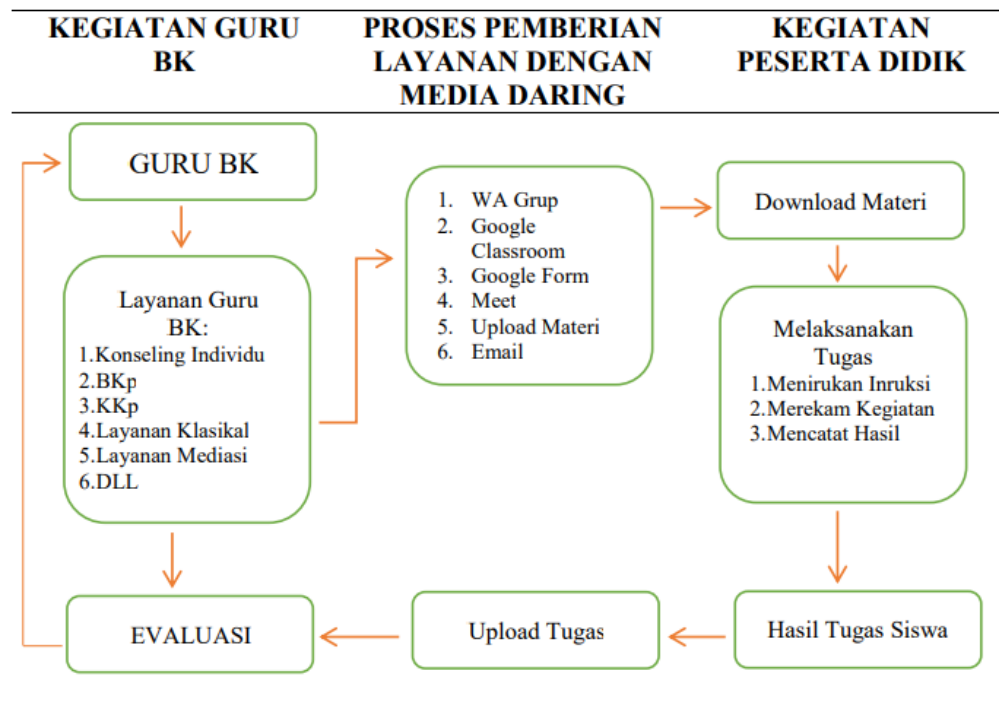 KEGIATAN GURU
BK
PROSES PEMBERIAN
LAYANAN DENGAN
MEDIA DARING
KEGIATAN
PESERTA DIDIK
GURU BK
Layanan Guru
BK:
1.Konseling Individu
2.BKp
3.KKp
4.Layanan Klasikal
5.Layanan Mediasi
6.DLL
EVALUASI
1. WA Grup
2. Google
Classroom
3. Google Form
4. Meet
5. Upload Materi
6. Email
Upload Tugas
Download Materi
Melaksanakan
Tugas
1.Menirukan Inruksi
2.Merekam Kegiatan
3.Mencatat Hasil
Hasil Tugas Siswa